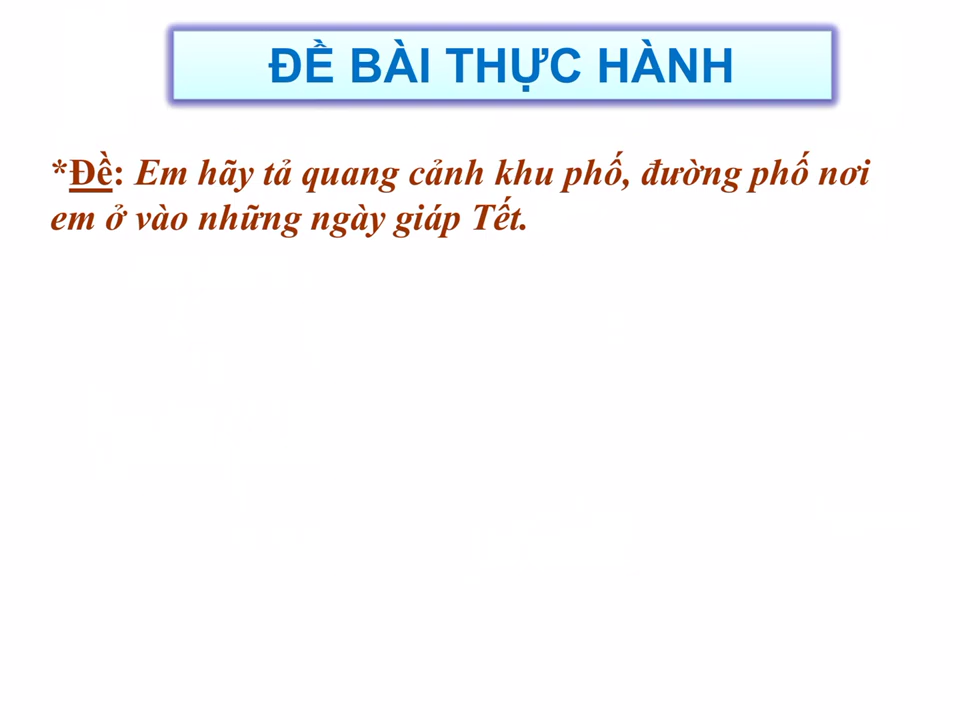 ĐỀ BÀI THỰC HÀNH
*Đề: Em hãy tả quang cảnh khu phố, đường phố nơi
em ở vào những ngày giáp Tết.